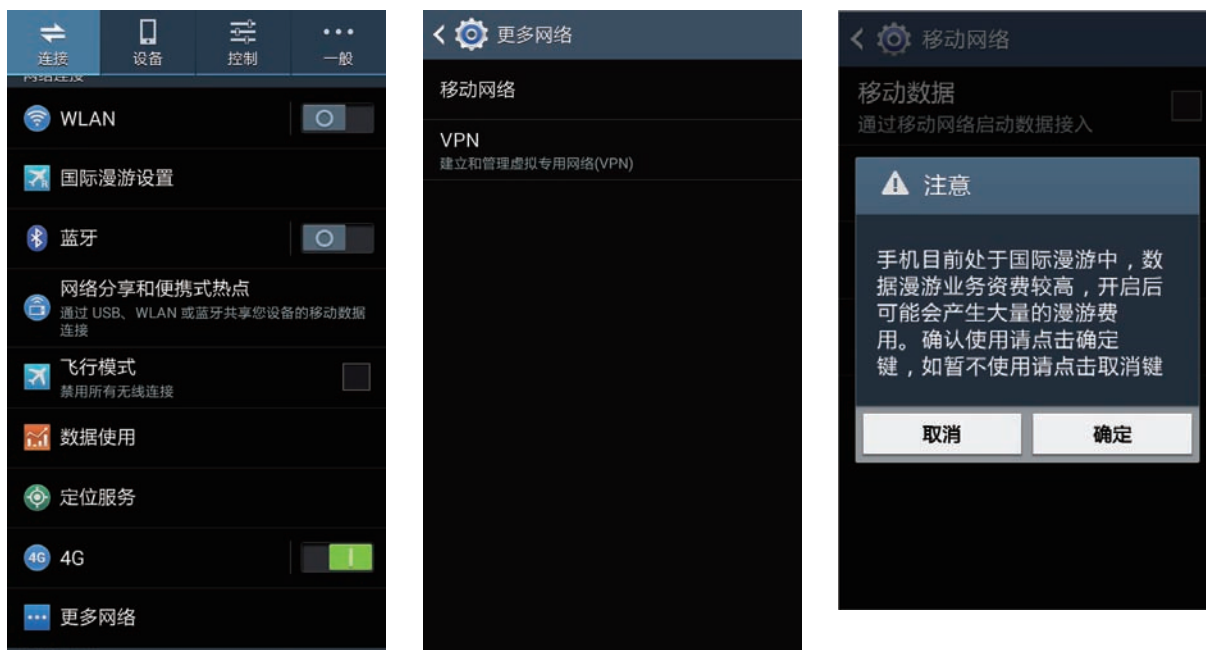 连接
设备
控制
一般
网络连接
WLAN
国际漫游设置
蓝牙
网络分享和便携式热点
通过 USB、WLAN 或蓝牙共享您设备的移动数据
连接
飞行模式
禁用所有无线连接
数据使用
定位服务
4G
4G
更多网络
更多网络
移动网络
VPN
建立和管理虚拟专用网络(VPN)
移动网络
移动数据
通过移动网络启动数据接入
注意
手机目前处于国际漫游中，数
据漫游业务资费较高，开启后
可能会产生大量的漫游费
用。确认使用请点击确定
键，如暂不使用请点击取消键
取消
确定